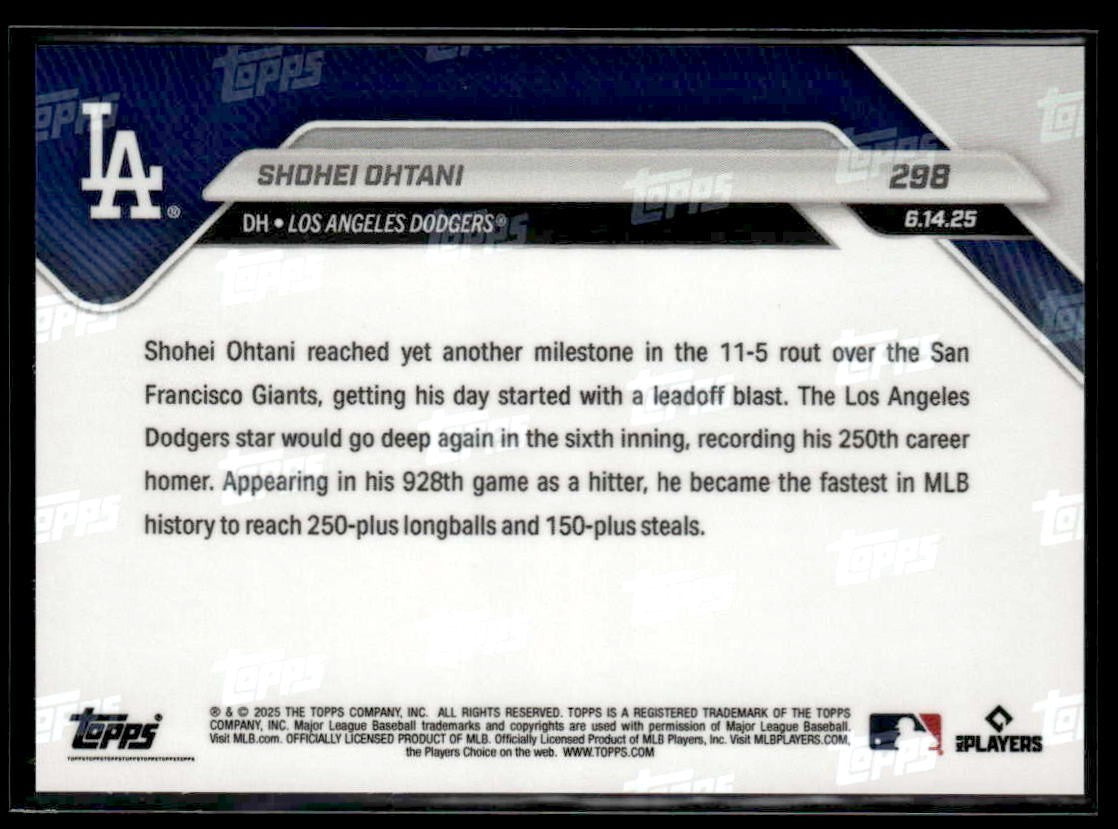 LA®
SHOHEI OHTANI
298
DH • LOS ANGELES DODGERS®
6.14.25
Shohei Ohtani reached yet another milestone in the 11-5 rout over the San
Francisco Giants, getting his day started with a leadoff blast. The Los Angeles
Dodgers star would go deep again in the sixth inning, recording his 250th career
homer. Appearing in his 928th game as a hitter, he became the fastest in MLB
history to reach 250-plus longballs and 150-plus steals.
Topps®
® & © 2025 THE TOPPS COMPANY, INC. ALL RIGHTS RESERVED. TOPPS IS A REGISTERED TRADEMARK OF THE TOPPS
COMPANY, INC. Major League Baseball trademarks and copyrights are used with permission of Major League Baseball.
Visit MLB.com. OFFICIALLY LICENSED PRODUCT OF MLB. Officially Licensed Product of MLB Players, Inc. Visit MLBPLAYERS.COM,
the Players Choice on the web. WWW.TOPPS.COM
MLB PLAYERS